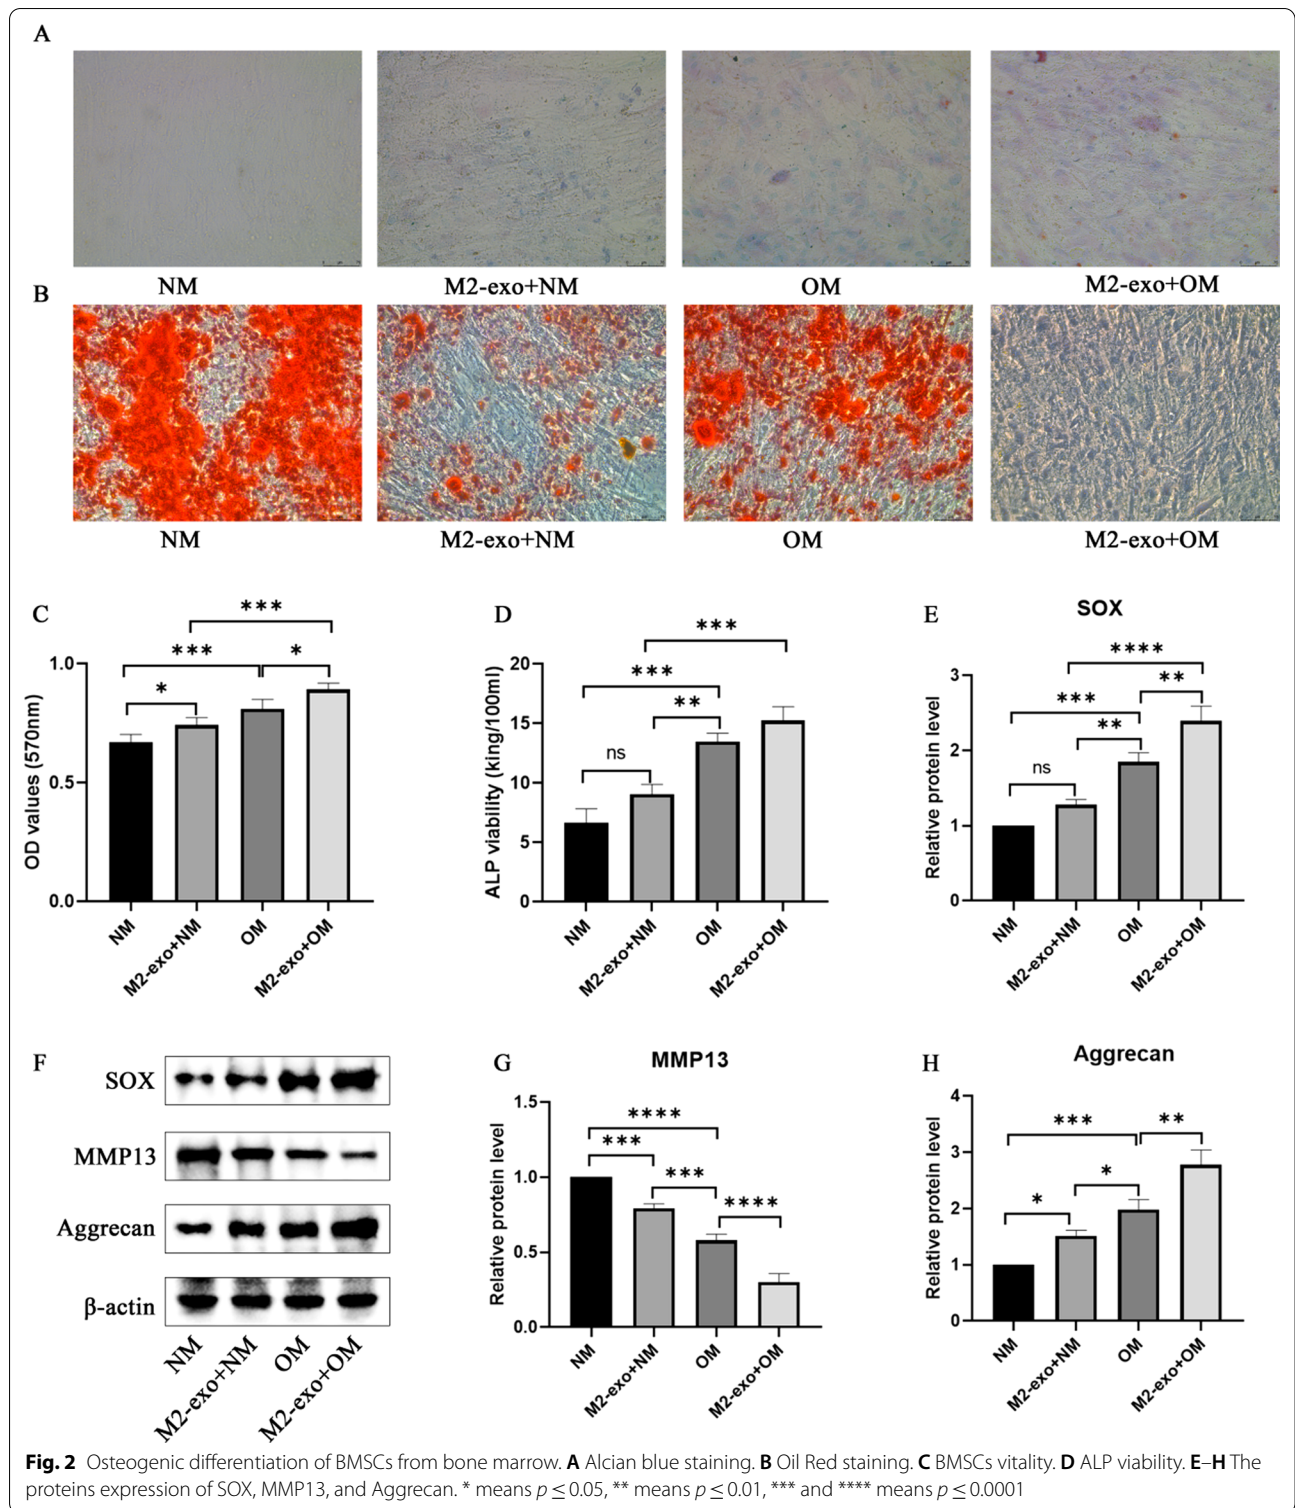 A
NM
M2-exo+NM
OM
M2-exo+OM
B
NM
M2-exo+NM
OM
M2-exo+OM
C
***
***
*
*
OD values (570nm)
1.0
0.5
0.0
NM
M2-exo+NM
OM
M2-exo+OM
D
***
***
**
ns
ALP viability (king/100ml)
20
15
10
5
0
NM
M2-exo+NM
OM
M2-exo+OM
E
SOX
****
**
***
**
ns
Relative protein level
3
2
1
0
NM
M2-exo+NM
OM
M2-exo+OM
F
SOX
MMP13
Aggrecan
β-actin
NM
M2-exo+NM
OM
M2-exo+OM
G
MMP13
****
***
***
****
Relative protein level
1.5
1.0
0.5
0.0
NM
M2-exo+NM
OM
M2-exo+OM
H
Aggrecan
***
**
*
*
Relative protein level
4
3
2
1
0
NM
M2-exo+NM
OM
M2-exo+OM
Fig. 2 Osteogenic differentiation of BMSCs from bone marrow. A Alcian blue staining. B Oil Red staining. C BMSCs vitality. D ALP viability. E–H The
proteins expression of SOX, MMP13, and Aggrecan. * means p ≤ 0.05, ** means p ≤ 0.01, *** and **** means p ≤ 0.0001